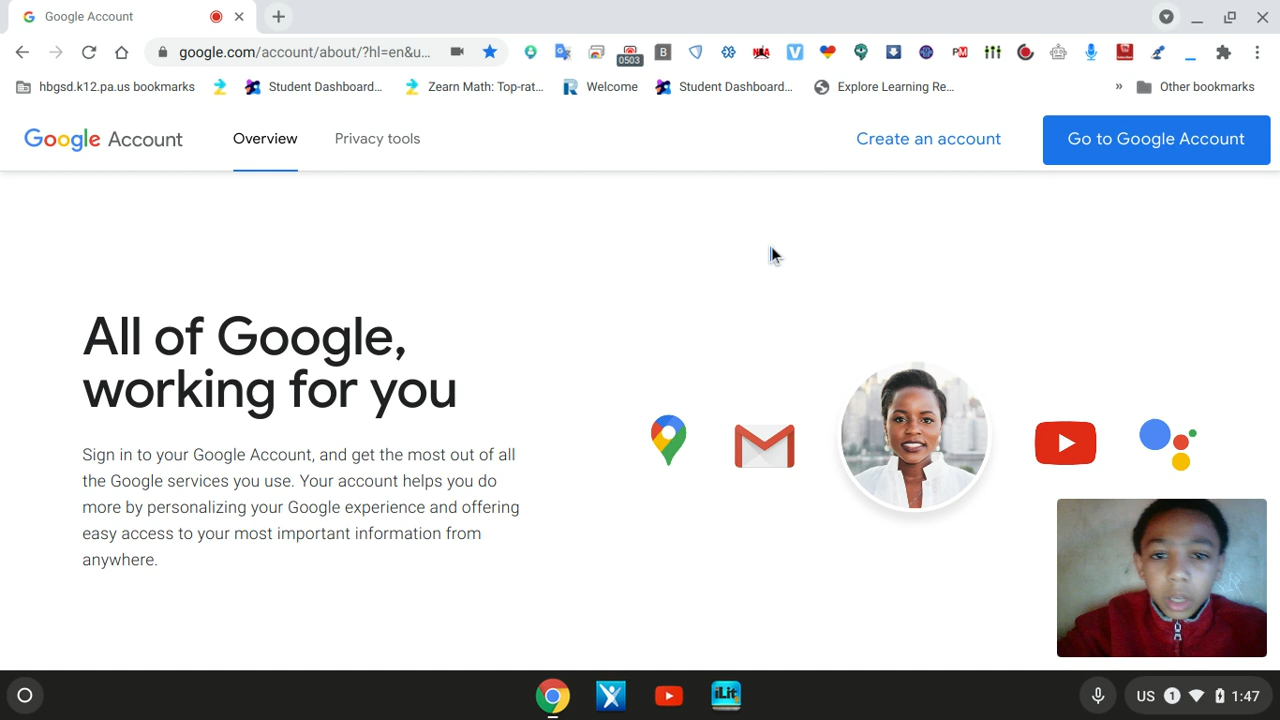 Google Account
google.com/account/about/?hl=en&u...
0503
B
V
PM
hbgsd.k12.pa.us bookmarks
Student Dashboard...
Zearn Math: Top-rat...
Welcome
Student Dashboard...
Explore Learning Re...
»
Other bookmarks
Google Account
Overview
Privacy tools
Create an account
Go to Google Account
All of Google,
working for you
Sign in to your Google Account, and get the most out of all
the Google services you use. Your account helps you do
more by personalizing your Google experience and offering
easy access to your most important information from
anywhere.
iLit
US
1
1:47